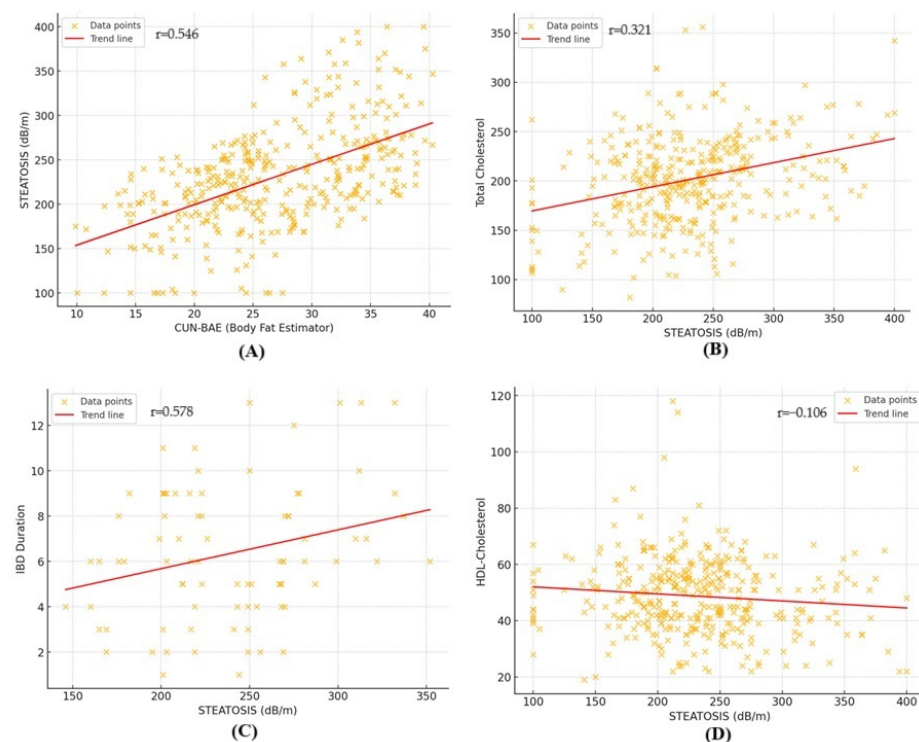 Data points
Trend line
r=0.546
STEATOSIS (dB/m)
400
350
300
250
200
150
100
10 15 20 25 30 35 40
CUN-BAE (Body Fat Estimator)
(A)
Data points
Trend line
r=0.321
Total Cholesterol
350
300
250
200
150
100
100 150 200 250 300 350 400
STEATOSIS (dB/m)
(B)
Data points
Trend line
r=0.578
IBD Duration
12
10
8
6
4
2
150 200 250 300 350
STEATOSIS (dB/m)
(C)
r=−0.106
Data points
Trend line
HDL-Cholesterol
120
100
80
60
40
20
100 150 200 250 300 350 400
STEATOSIS (dB/m)
(D)